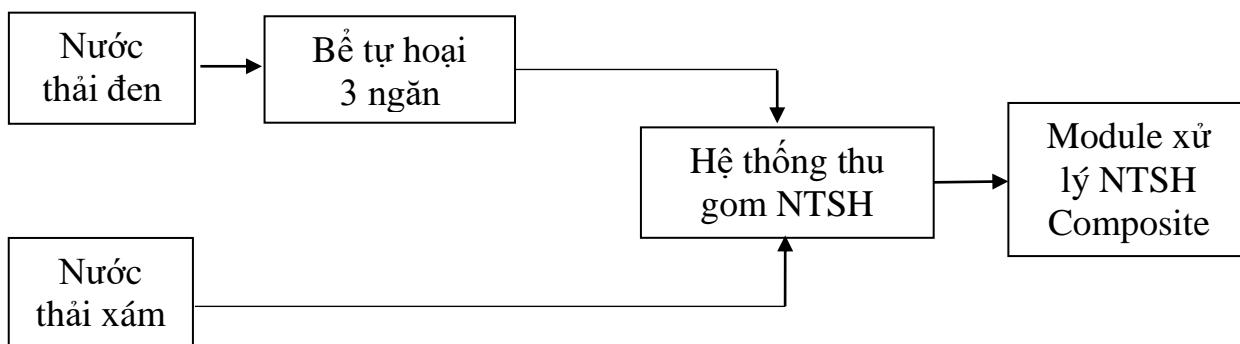 Nước
thải đen
Bể tự hoại
3 ngăn
Hệ thống thu
gom NTSH
Module xử
lý NTSH
Composite
Nước
thải xám